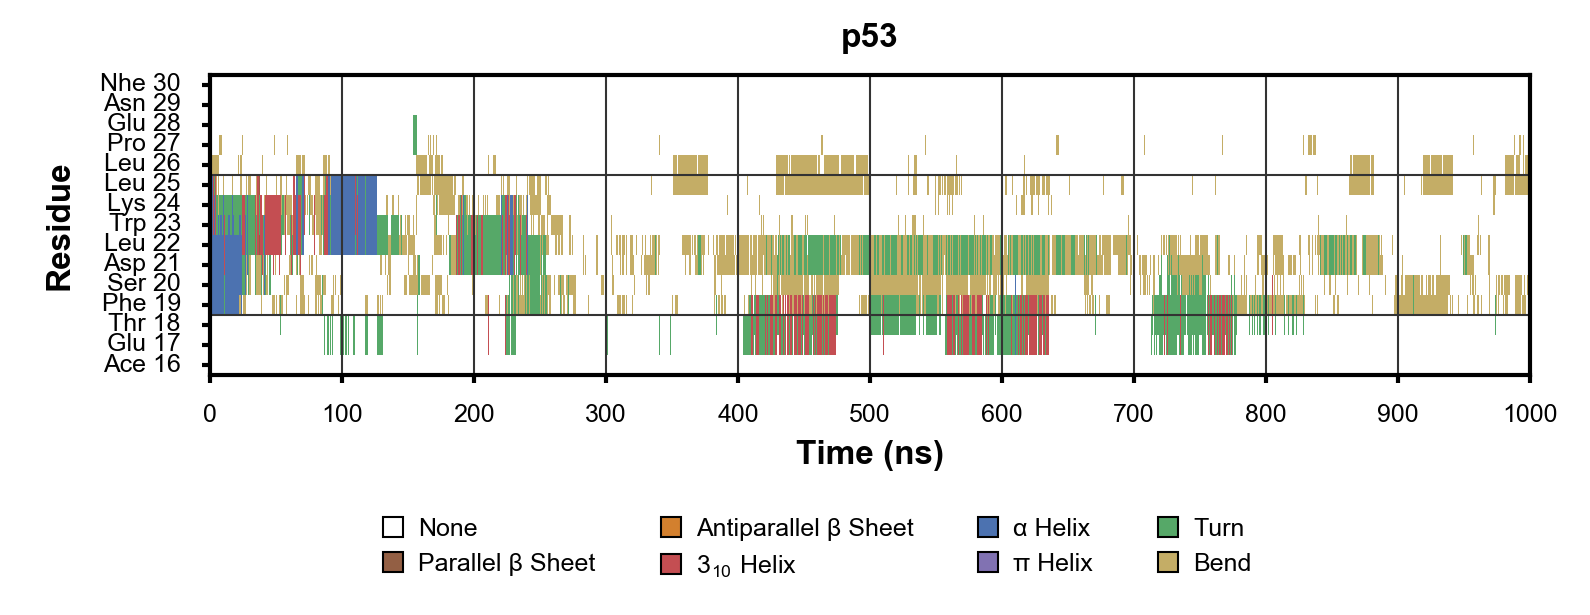 p53
Residue
Nhe 30
Asn 29
Glu 28
Pro 27
Leu 26
Leu 25
Lys 24
Trp 23
Leu 22
Asp 21
Ser 20
Phe 19
Thr 18
Glu 17
Ace 16
0 100 200 300 400 500 600 700 800 900 1000
Time (ns)
None Antiparallel β Sheet α Helix Turn
Parallel β Sheet 3₁₀ Helix π Helix Bend